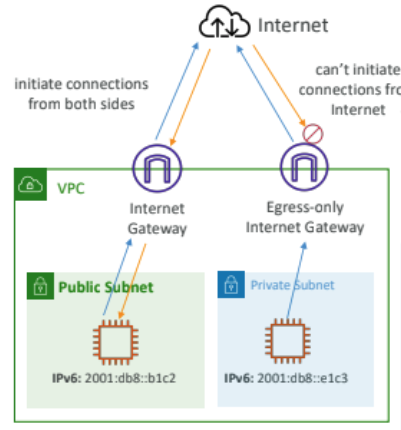 Internet
initiate connections
from both sides
can't initiate
connections fro
Internet
VPC
Internet
Gateway
Egress-only
Internet Gateway
Public Subnet
Private Subnet
IPv6: 2001:db8::b1c2
IPv6: 2001:db8::e1c3